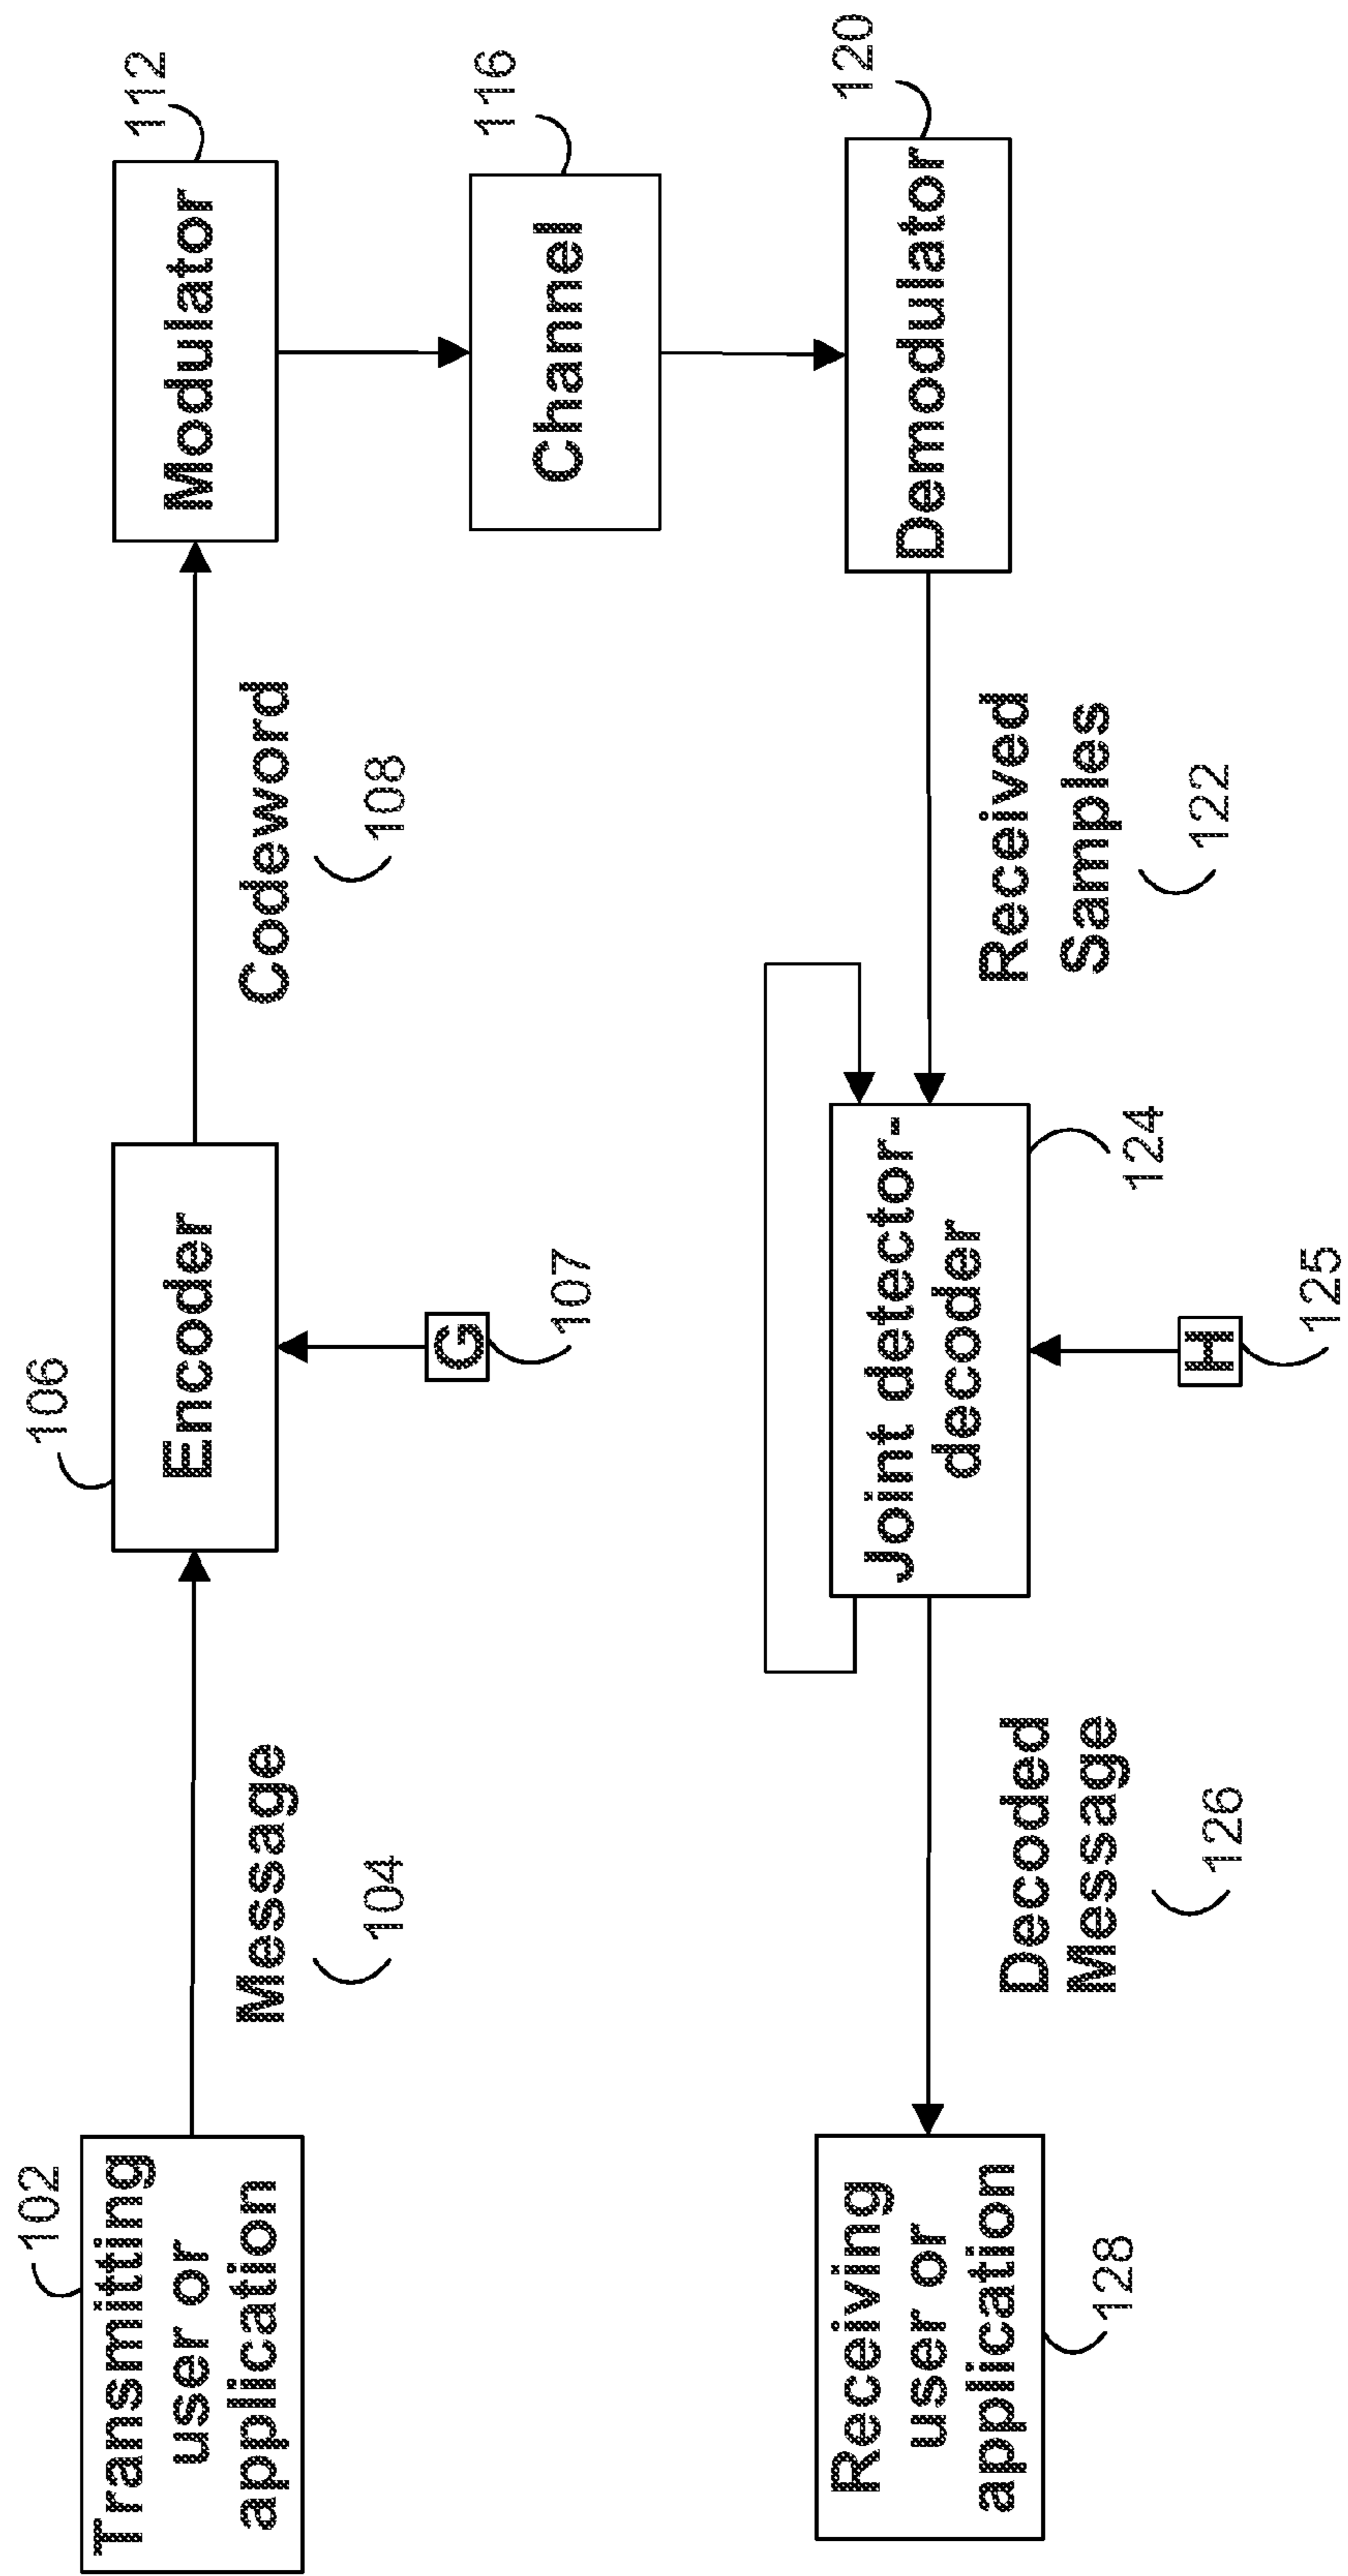 102
Transmitting
user or
application
Message
104
106
Encoder
G
107
Codeword
108
112
Modulator
116
Channel
120
Demodulator
Received
Samples
122
Joint detector-
decoder
124
H
125
Decoded
Message
126
Receiving
user or
application
128